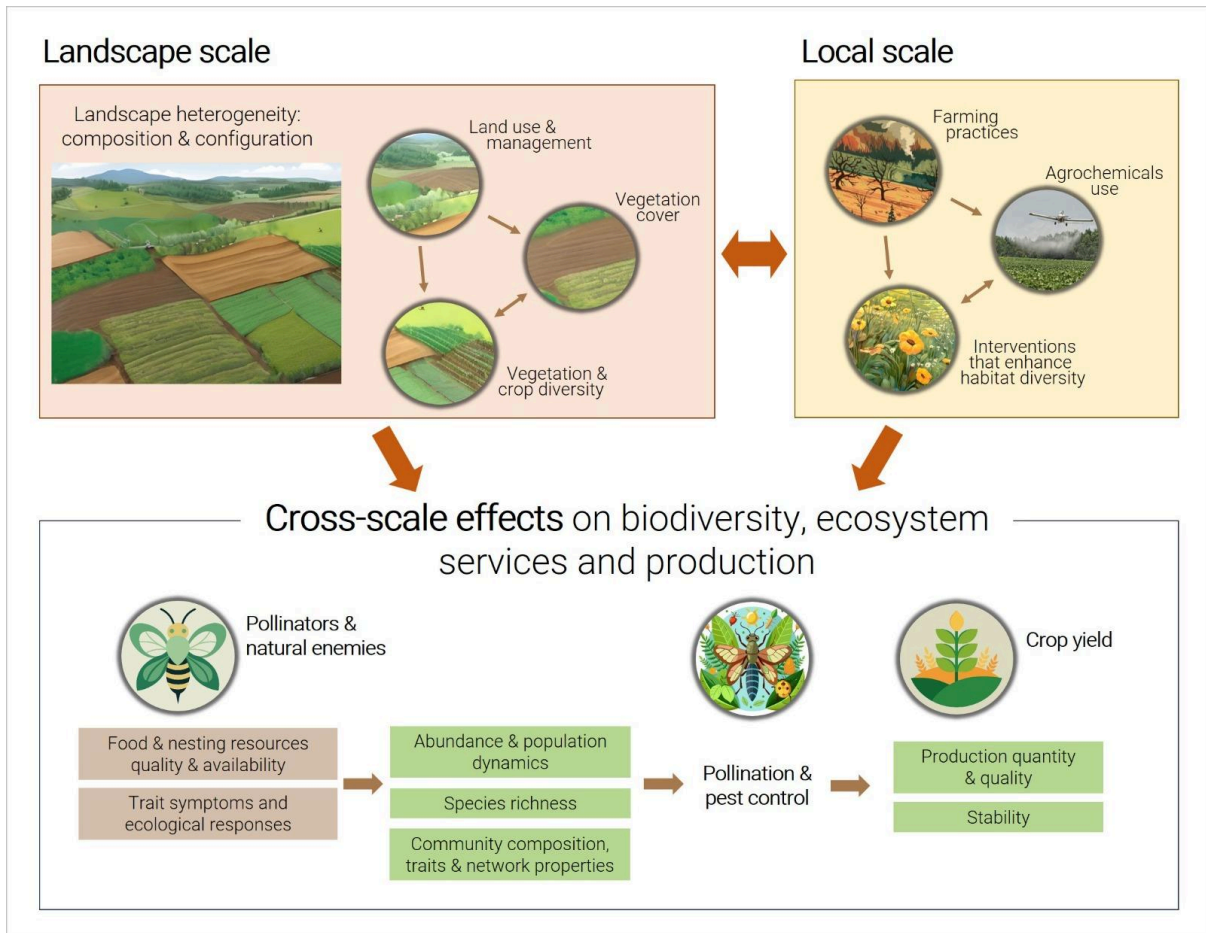 Landscape scale
Local scale
Landscape heterogeneity:
composition & configuration
Land use &
management
Vegetation
cover
Vegetation &
crop diversity
Farming
practices
Agrochemicals
use
Interventions
that enhance
habitat diversity
Cross-scale effects on biodiversity, ecosystem
services and production
Pollinators &
natural enemies
Crop yield
Food & nesting resources
quality & availability
Trait symptoms and
ecological responses
Abundance & population
dynamics
Species richness
Community composition,
traits & network properties
Pollination &
pest control
Production quantity
& quality
Stability